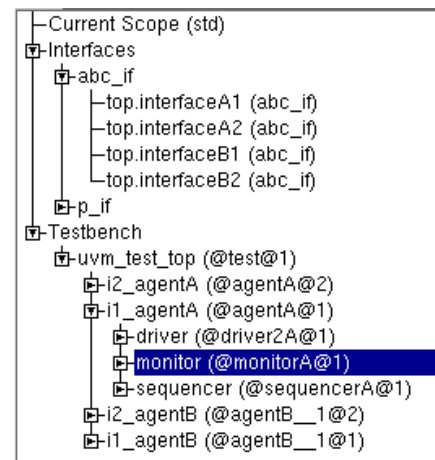 Current Scope (std)
Interfaces
abc_if
top.interfaceA1 (abc_if)
top.interfaceA2 (abc_if)
top.interfaceB1 (abc_if)
top.interfaceB2 (abc_if)
p_if
Testbench
uvm_test_top (@test@1)
i2_agentA (@agentA@2)
i1_agentA (@agentA@1)
driver (@driver2A@1)
monitor (@monitorA@1)
sequencer (@sequencerA@1)
i2_agentB (@agentB__1@2)
i1_agentB (@agentB__1@1)